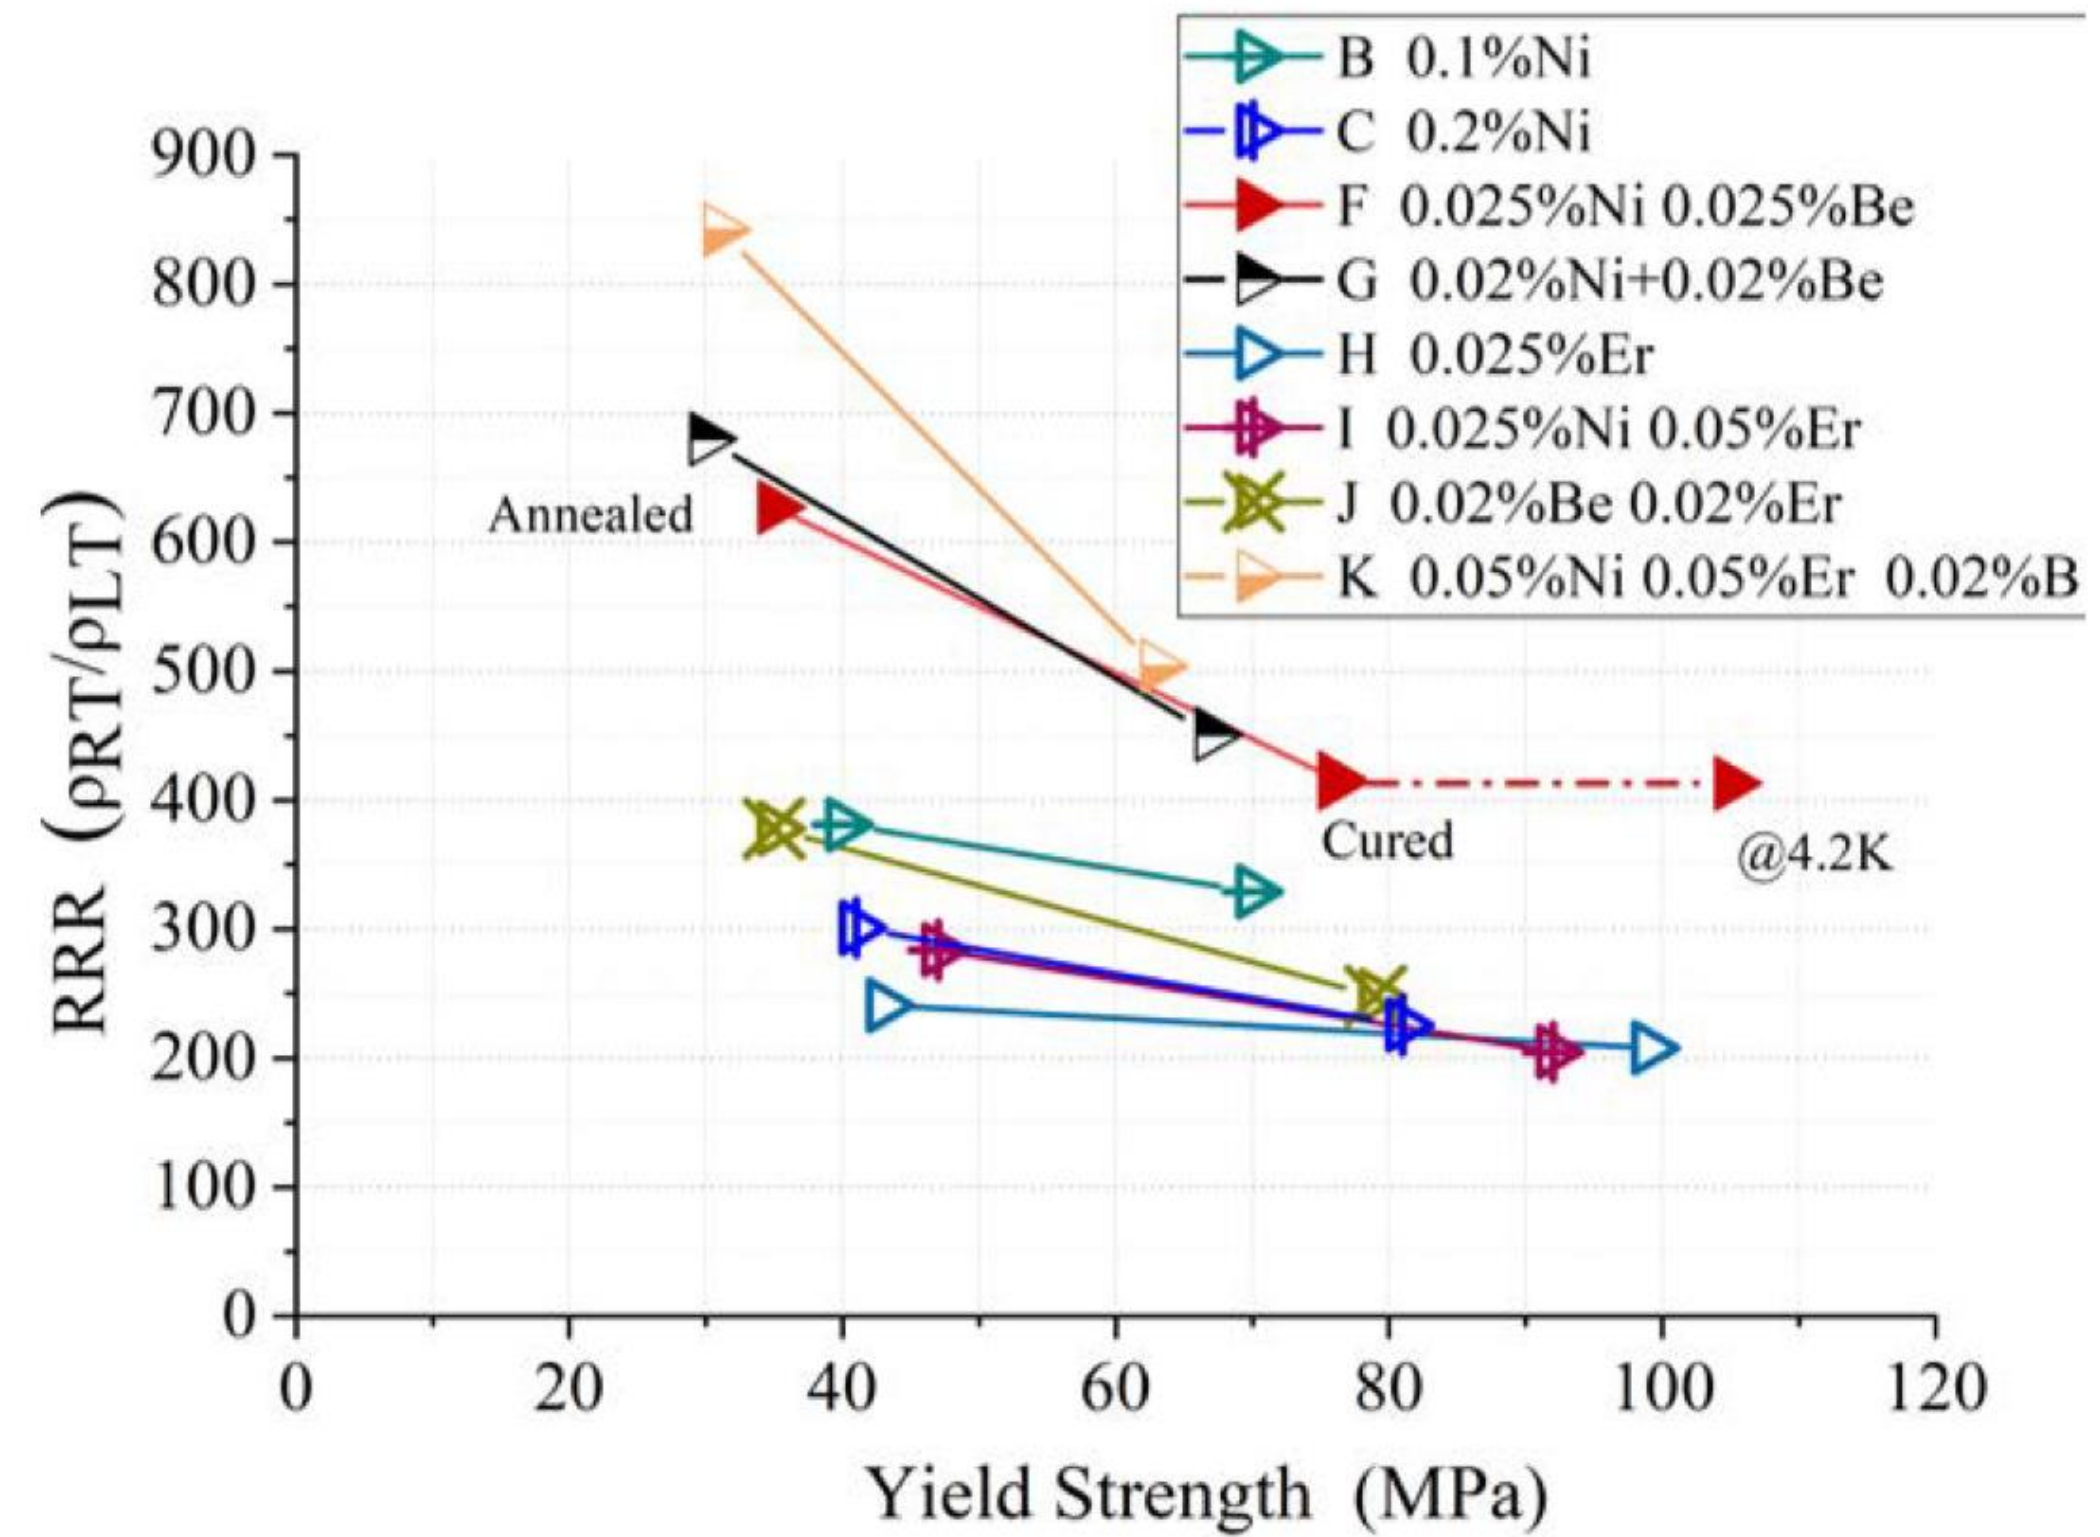 B 0.1%Ni
C 0.2%Ni
F 0.025%Ni 0.025%Be
G 0.02%Ni+0.02%Be
H 0.025%Er
I 0.025%Ni 0.05%Er
J 0.02%Be 0.02%Er
K 0.05%Ni 0.05%Er 0.02%B
900
800
700
600
500
400
300
200
100
0
RRR (ρRT/ρLT)
Annealed
Cured
@4.2K
0 20 40 60 80 100 120
Yield Strength (MPa)